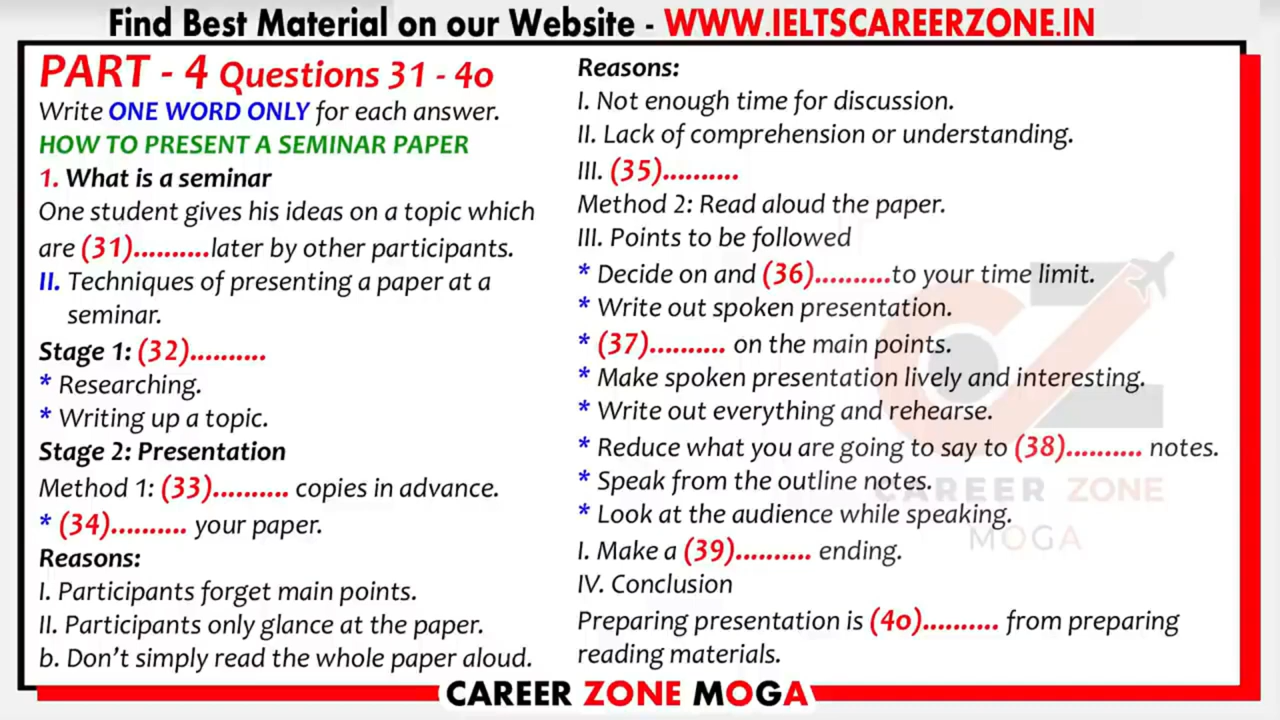 Find Best Material on our Website - WWW.IELTSCAREERZONE.IN
PART - 4 Questions 31 - 4o
Write ONE WORD ONLY for each answer.
HOW TO PRESENT A SEMINAR PAPER
1. What is a seminar
One student gives his ideas on a topic which
are (31)..........later by other participants.
II. Techniques of presenting a paper at a
seminar.
Stage 1: (32)..........
* Researching.
* Writing up a topic.
Stage 2: Presentation
Method 1: (33).......... copies in advance.
* (34).......... your paper.
Reasons:
I. Participants forget main points.
II. Participants only glance at the paper.
b. Don't simply read the whole paper aloud.
Reasons:
I. Not enough time for discussion.
II. Lack of comprehension or understanding.
III. (35)..........
Method 2: Read aloud the paper.
III. Points to be followed
* Decide on and (36)..........to your time limit.
* Write out spoken presentation.
* (37).......... on the main points.
* Make spoken presentation lively and interesting.
* Write out everything and rehearse.
* Reduce what you are going to say to (38).......... notes.
* Speak from the outline notes.
* Look at the audience while speaking.
I. Make a (39).......... ending.
IV. Conclusion
Preparing presentation is (4o).......... from preparing
reading materials.
CAREER ZONE
MOGA
CAREER ZONE MOGA